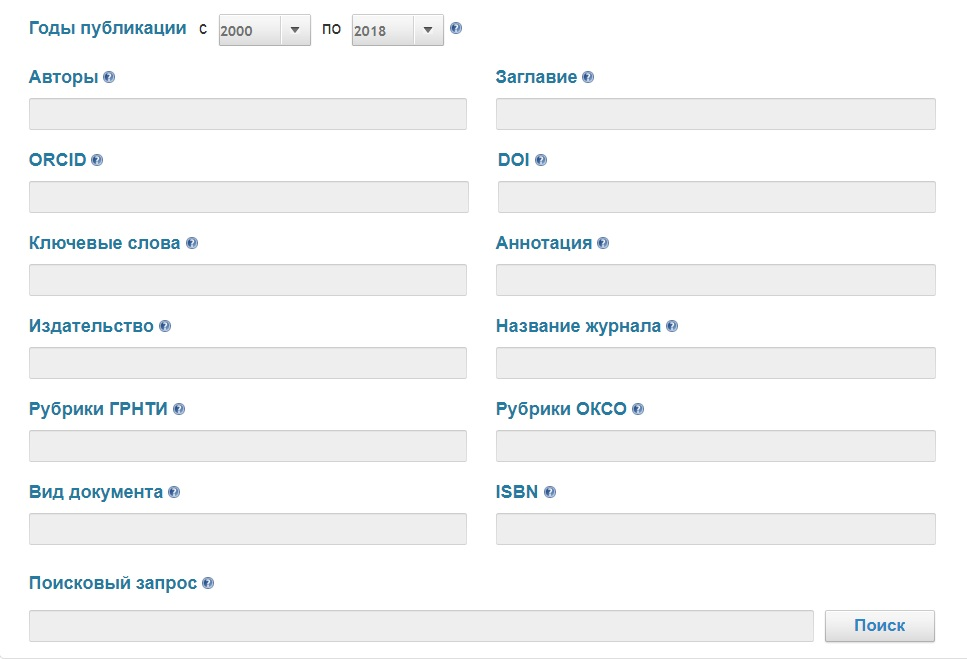 Годы публикации с 2000 по 2018
Авторы Заглавие
ORCID DOI
Ключевые слова Аннотация
Издательство Название журнала
Рубрики ГРНТИ Рубрики ОКСО
Вид документа ISBN
Поисковый запрос
Поиск